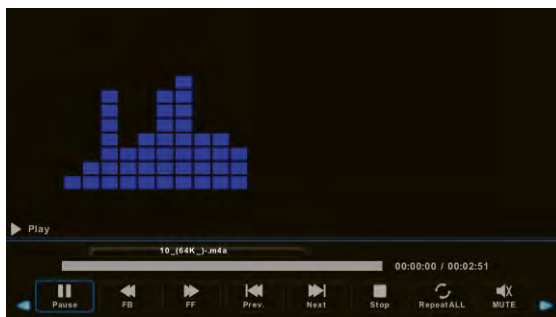 Play
10_(64K_)-.m4a
00:00:00 / 00:02:51
Pause FB FF Prev. Next Stop RepeatALL MUTE